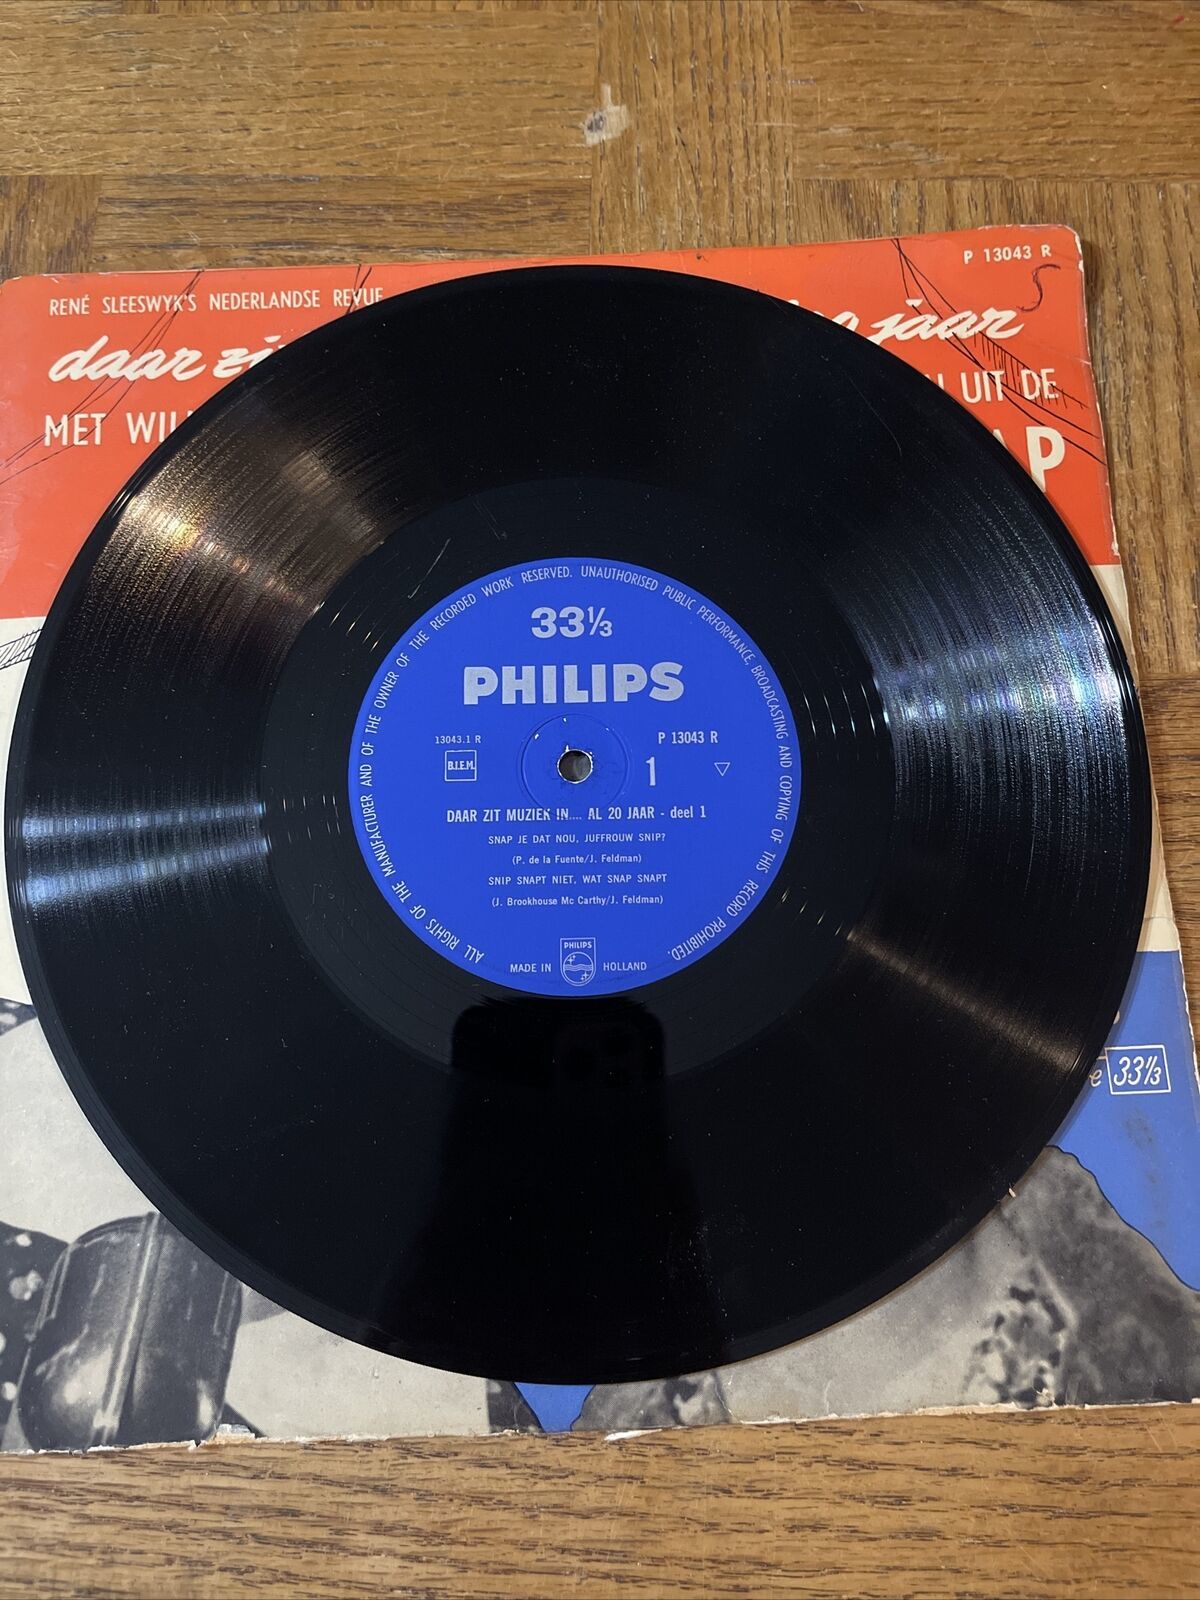 P 13043 R
RENÉ SLEESWYK'S NEDERLANDSE REVUE
daar jaar
MET UIT DE
S
ALL RIGHTS OF THE MANUFACTURER AND OF THE OWNER OF THE RECORDED WORK RESERVED. UNAUTHORISED PUBLIC PERFORMANCE, BROADCASTING AND COPYING OF THIS RECORD PROHIBITED.
33⅓
PHILIPS
13043.1 R
P 13043 R
B.I.E.M.
1
DAAR ZIT MUZIEK IN.... AL 20 JAAR - deel 1
SNAP JE DAT NOU, JUFFROUW SNIP?
(P. de la Fuente/J. Feldman)
SNIP SNAPT NIET, WAT SNAP SNAPT
(J. Brookhouse Mc Carthy/J. Feldman)
PHILIPS
MADE IN HOLLAND
33⅓